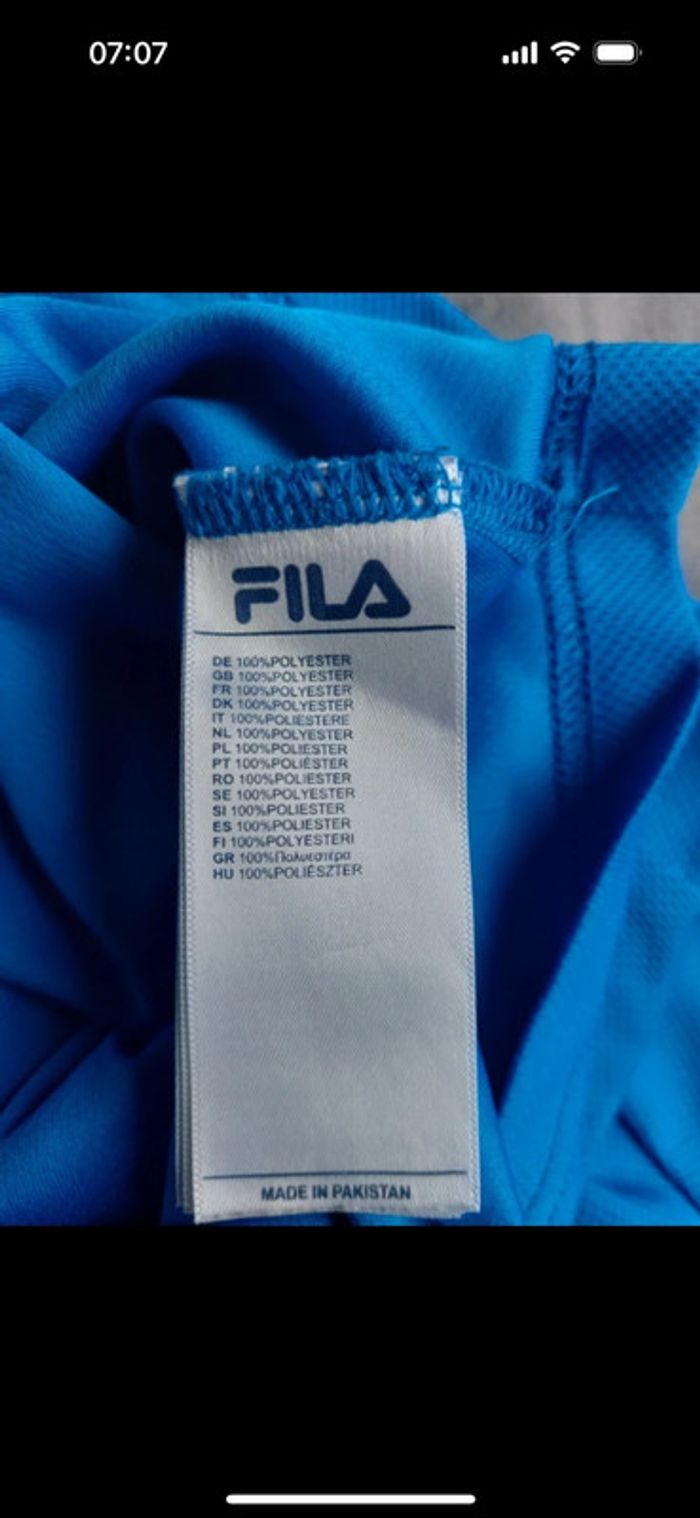 07:07
FILA
DE 100%POLYESTER
GB 100%POLYESTER
FR 100%POLYESTER
DK 100%POLYESTER
IT 100%POLIESTERE
NL 100%POLYESTER
PL 100%POLIESTER
PT 100%POLIÉSTER
RO 100%POLIESTER
SE 100%POLYESTER
SI 100%POLIESTER
ES 100%POLIESTER
FI 100%POLYESTERI
GR 100%Πολυεστέρα
HU 100%POLIÉSZTER
MADE IN PAKISTAN